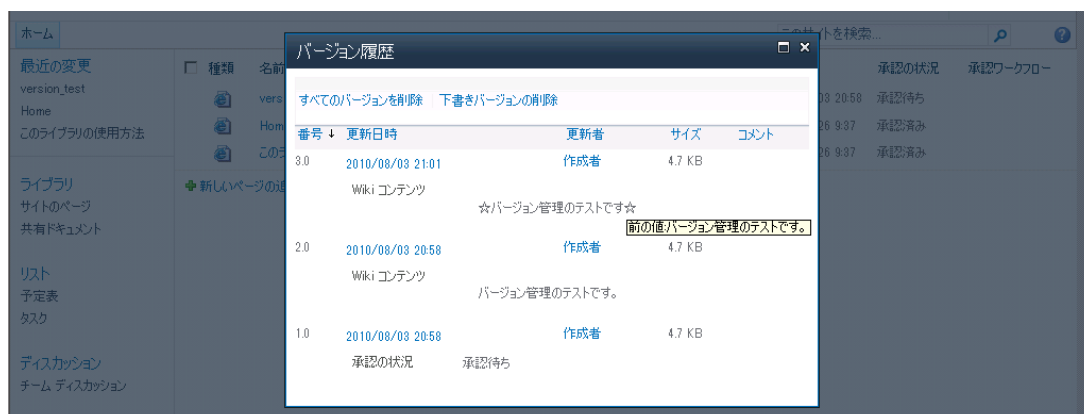 ホーム
このサイトを検索...
最近の変更
version_test
Home
このライブラリの使用方法
ライブラリ
サイトのページ
共有ドキュメント
リスト
予定表
タスク
ディスカッション
チーム ディスカッション
種類 名前
承認の状況 承認ワークフロー
vers
03 20:58 承認待ち
Hom
26 9:37 承認済み
この
26 9:37 承認済み
新しいページの追
バージョン履歴
すべてのバージョンを削除 下書きバージョンの削除
番号 ↓ 更新日時 更新者 サイズ コメント
3.0 2010/08/03 21:01 作成者 4.7 KB
Wiki コンテンツ
☆バージョン管理のテストです☆
前の値:バージョン管理のテストです。
2.0 2010/08/03 20:58 作成者 4.7 KB
Wiki コンテンツ
バージョン管理のテストです。
1.0 2010/08/03 20:58 作成者 4.7 KB
承認の状況 承認待ち